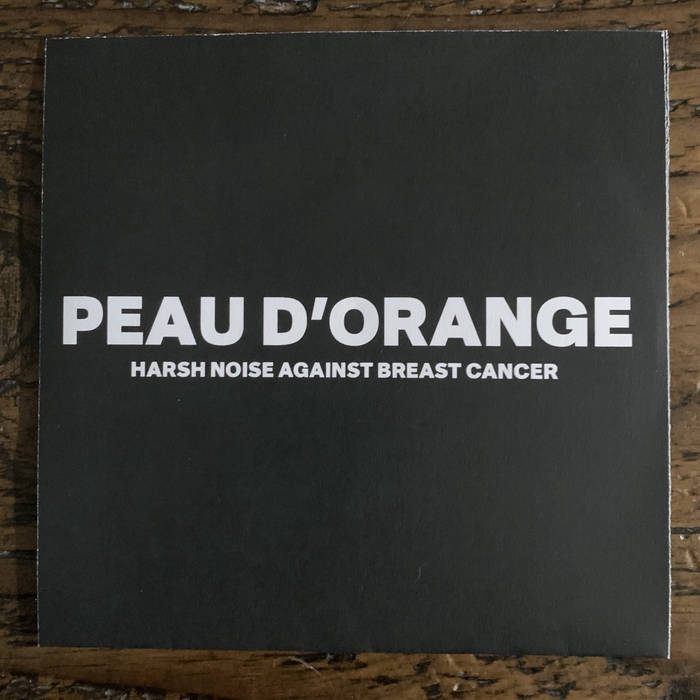 PEAU D'ORANGE
HARSH NOISE AGAINST BREAST CANCER